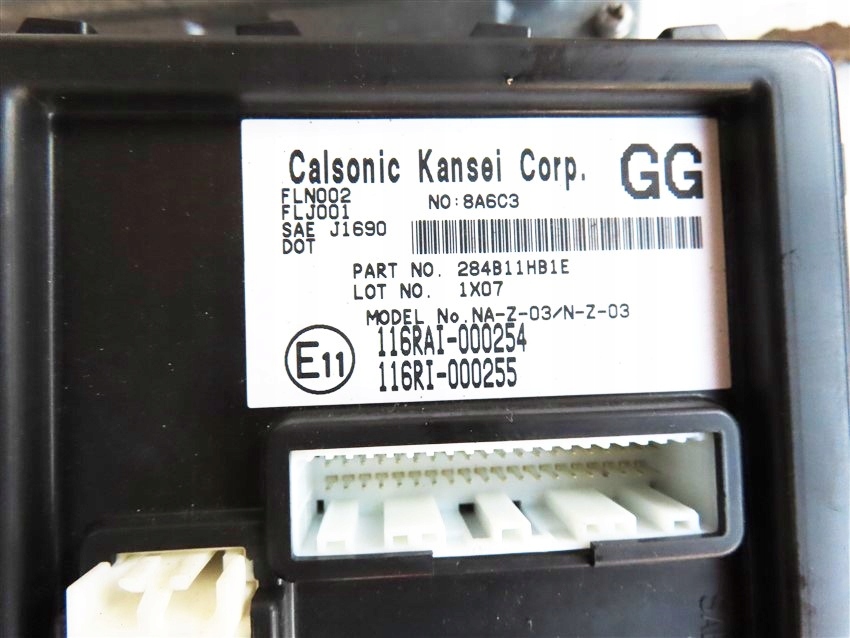 Calsonic Kansei Corp. GG
FLN002
FLJ001
NO:8A6C3
SAE J1690
DOT
PART NO. 284B11HB1E
LOT NO. 1X07
MODEL No.NA-Z-03/N-Z-03
E11
116RAI-000254
116RI-000255